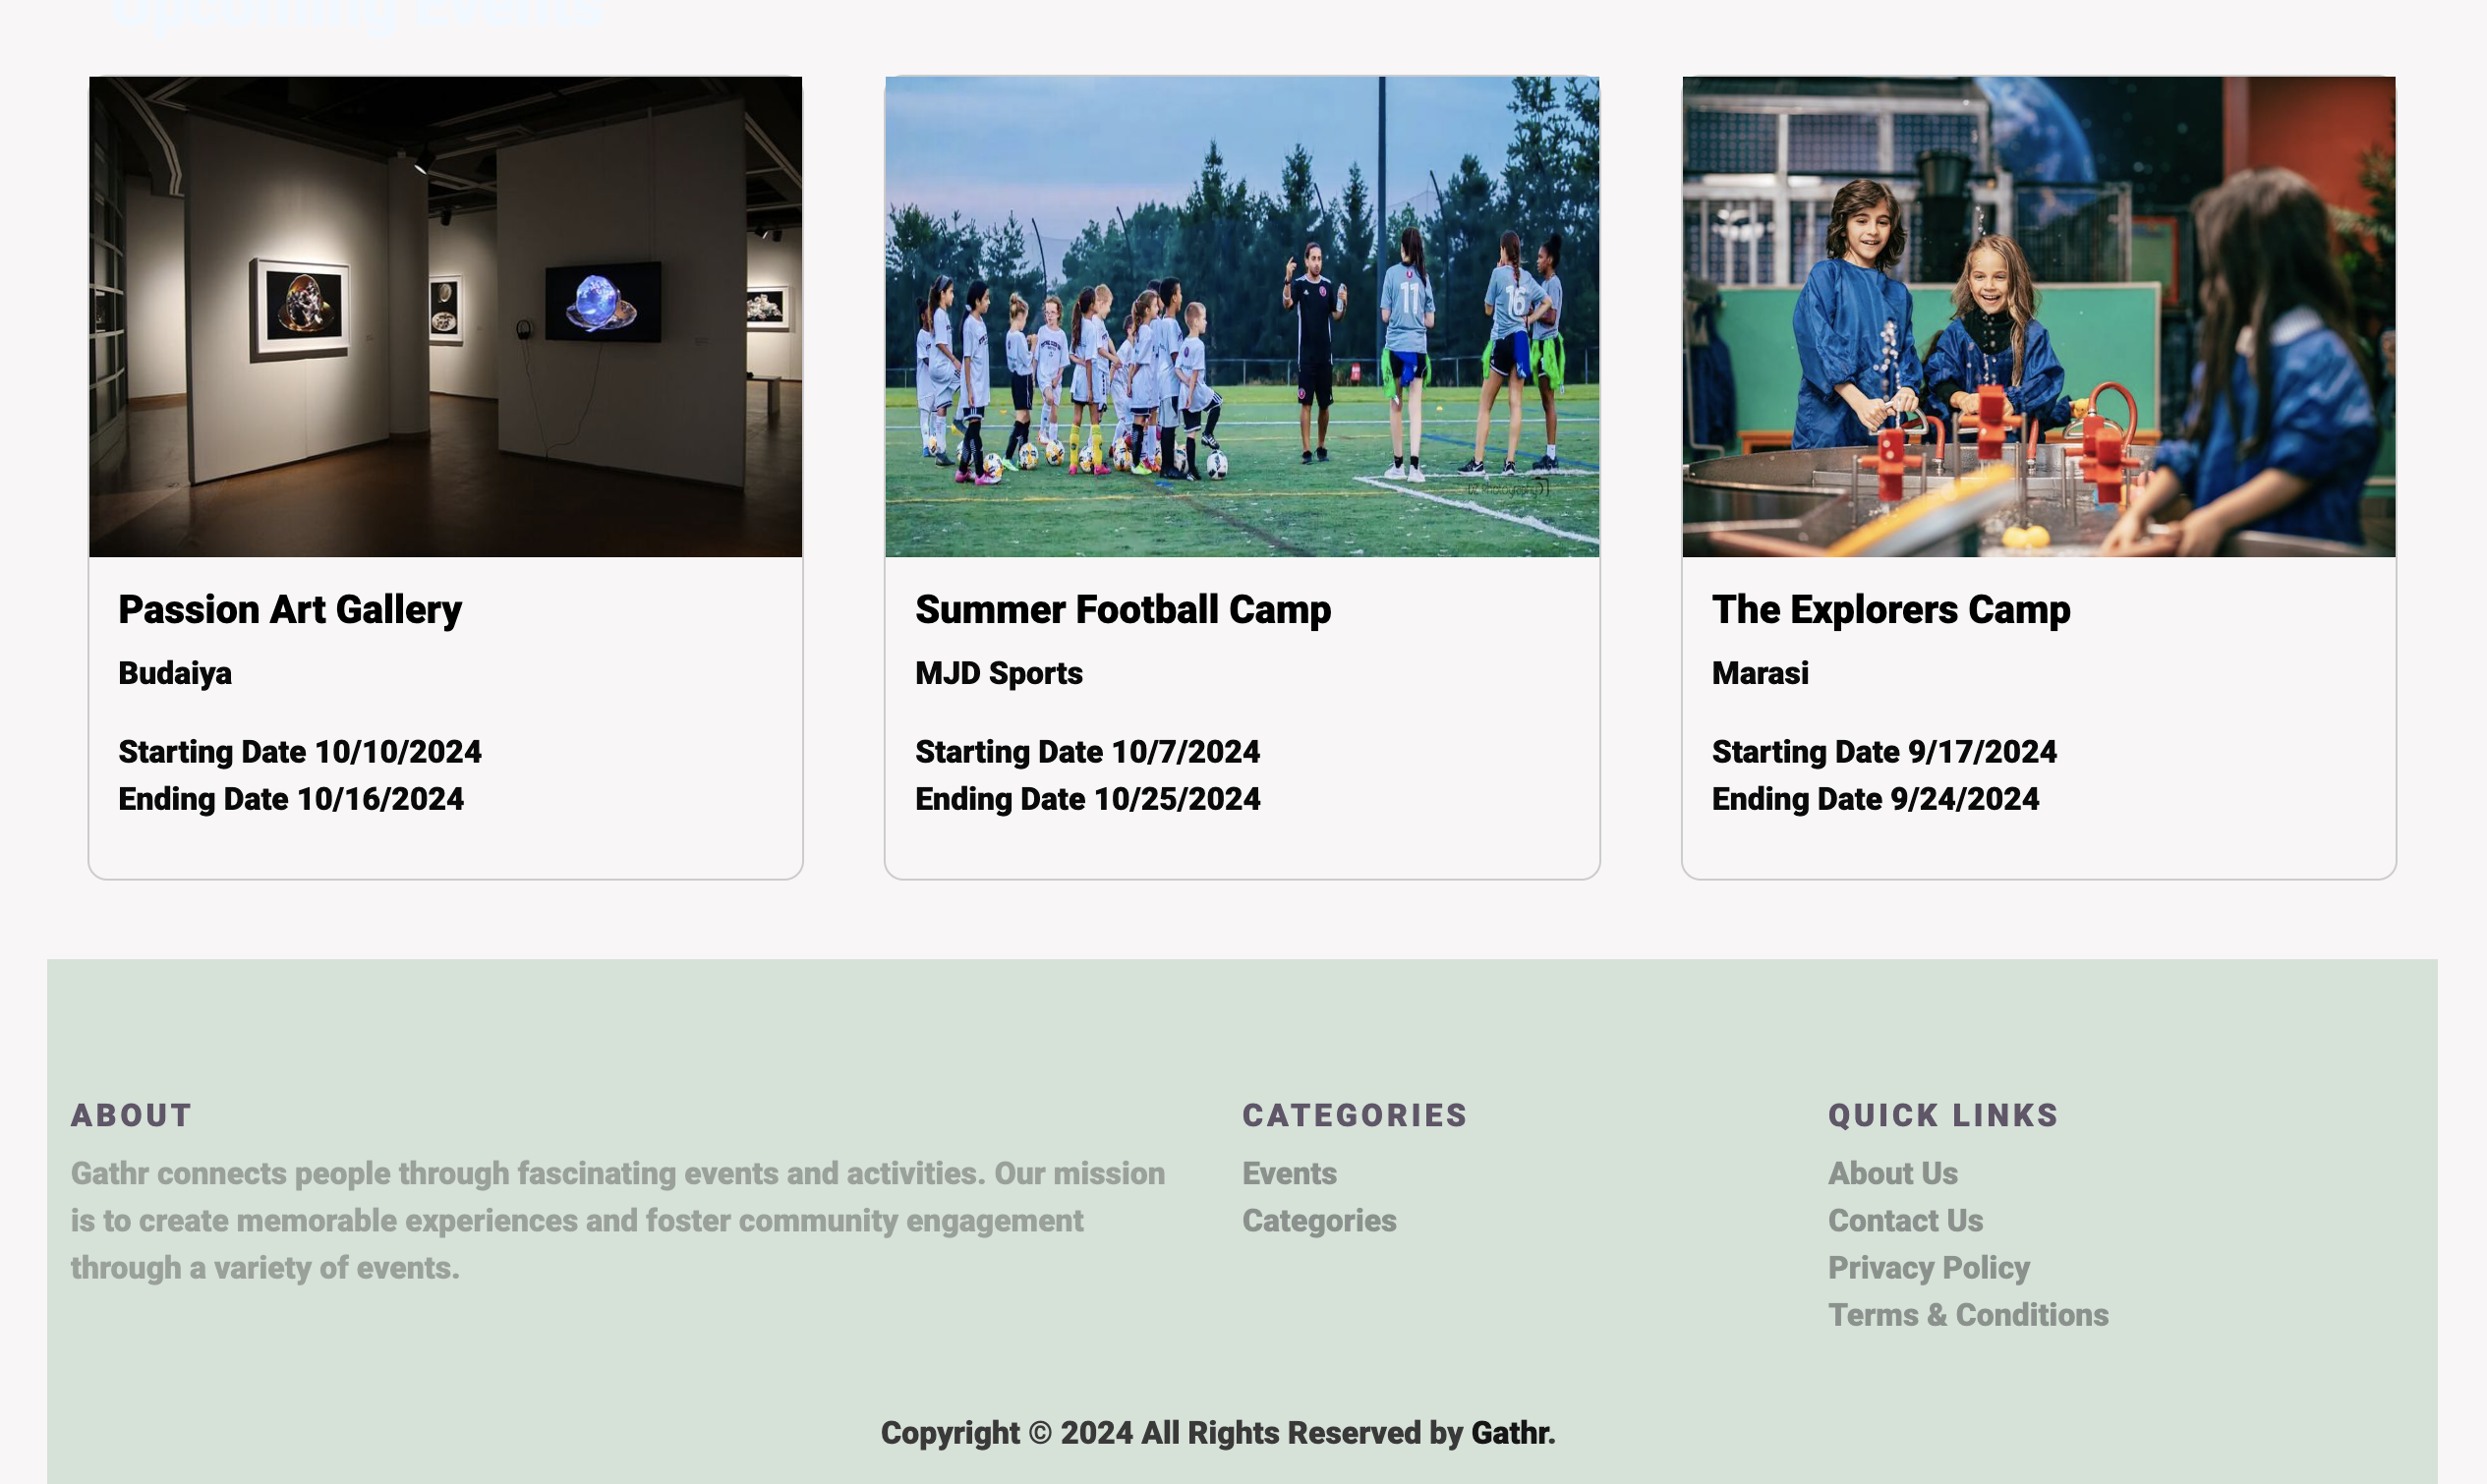 Upcoming Events
11
16
Passion Art Gallery
Budaiya
Starting Date 10/10/2024
Ending Date 10/16/2024
Summer Football Camp
MJD Sports
Starting Date 10/7/2024
Ending Date 10/25/2024
The Explorers Camp
Marasi
Starting Date 9/17/2024
Ending Date 9/24/2024
ABOUT
Gathr connects people through fascinating events and activities. Our mission
is to create memorable experiences and foster community engagement
through a variety of events.
CATEGORIES
Events
Categories
QUICK LINKS
About Us
Contact Us
Privacy Policy
Terms & Conditions
Copyright © 2024 All Rights Reserved by Gathr.